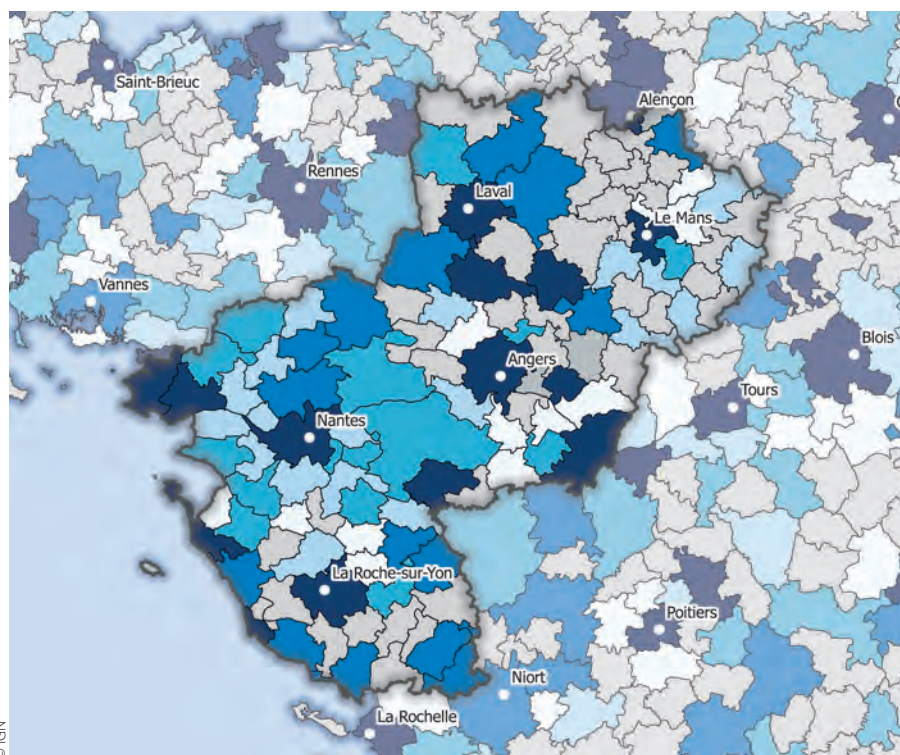 Saint-Brieuc
Alençon
Rennes
Laval
Le Mans
Vannes
Blois
Angers
Tours
Nantes
La Roche-sur-Yon
Poitiers
Niort
La Rochelle
IGN